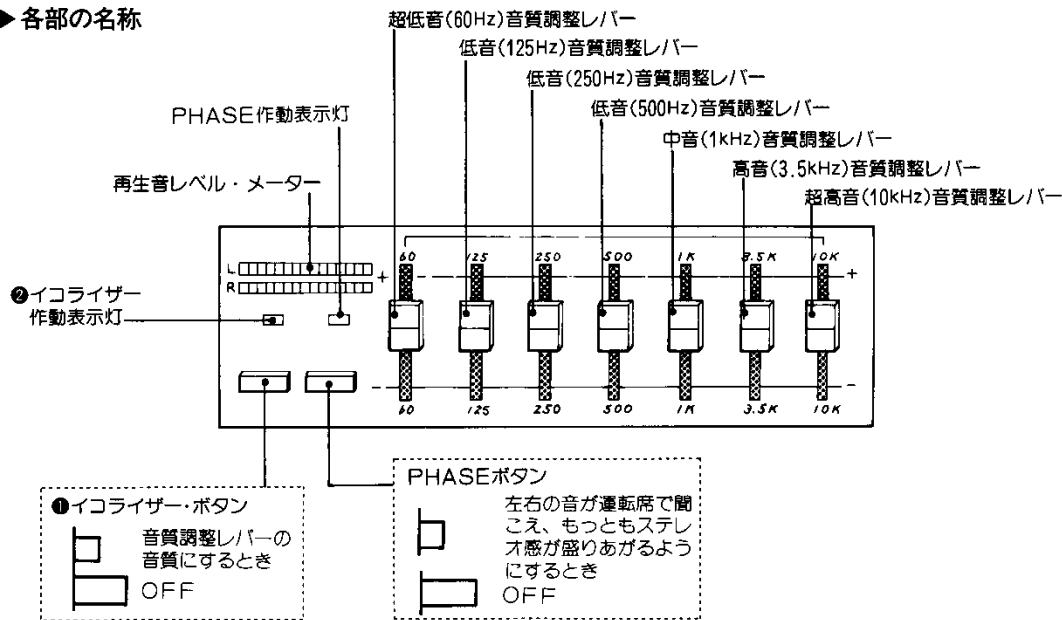 ▶各部の名称
超低音(60Hz)音質調整レバー
低音(125Hz)音質調整レバー
低音(250Hz)音質調整レバー
低音(500Hz)音質調整レバー
中音(1kHz)音質調整レバー
高音(3.5kHz)音質調整レバー
超高音(10kHz)音質調整レバー
PHASE作動表示灯
再生音レベル・メーター
❷イコライザー
作動表示灯
L
R
+
60 125 250 500 1K 3.5K 10K
+
-
60 125 250 500 1K 3.5K 10K
❶イコライザー・ボタン
音質調整レバーの
音質にするとき
OFF
PHASEボタン
左右の音が運転席で聞
こえ、もっともステレ
オ感が盛りあがるよう
にするとき
OFF